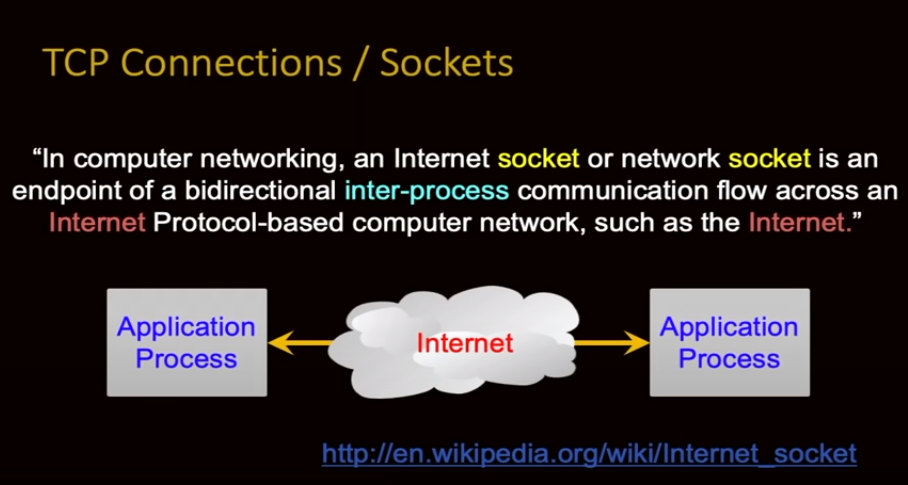 TCP Connections / Sockets
“In computer networking, an Internet socket or network socket is an
endpoint of a bidirectional inter-process communication flow across an
Internet Protocol-based computer network, such as the Internet.”
Application
Process
Internet
Application
Process
http://en.wikipedia.org/wiki/Internet_socket